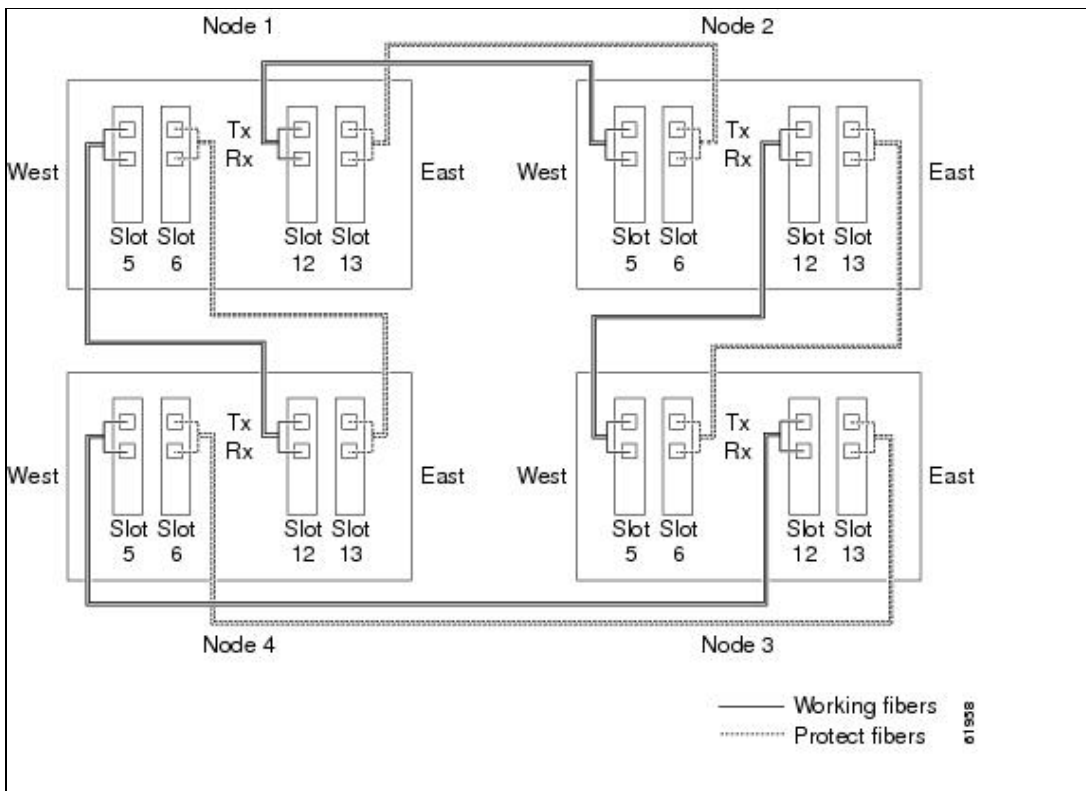 Node 1
Node 2
Tx
Rx
Tx
Rx
West
East
West
East
Slot 5
Slot 6
Slot 12
Slot 13
Slot 5
Slot 6
Slot 12
Slot 13
Tx
Rx
Tx
Rx
West
East
West
East
Slot 5
Slot 6
Slot 12
Slot 13
Slot 5
Slot 6
Slot 12
Slot 13
Node 4
Node 3
Working fibers
Protect fibers
61958